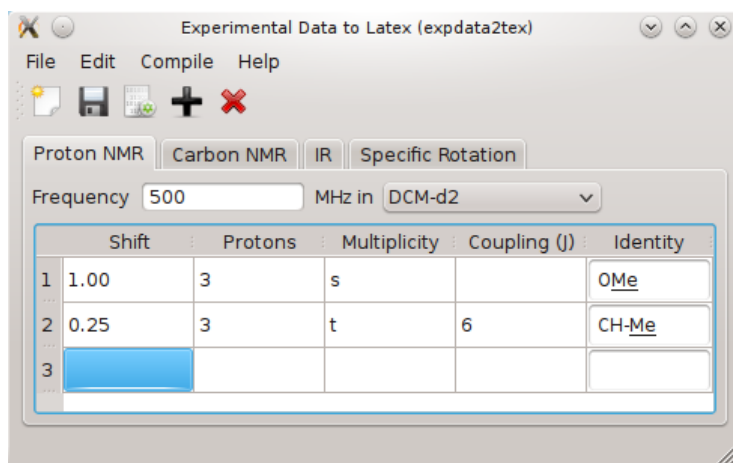 Experimental Data to Latex (expdata2tex)
File Edit Compile Help
Proton NMR Carbon NMR IR Specific Rotation
Frequency 500 MHz in DCM-d2
Shift Protons Multiplicity Coupling (J) Identity
1 1.00 3 s OMe
2 0.25 3 t 6 CH-Me
3